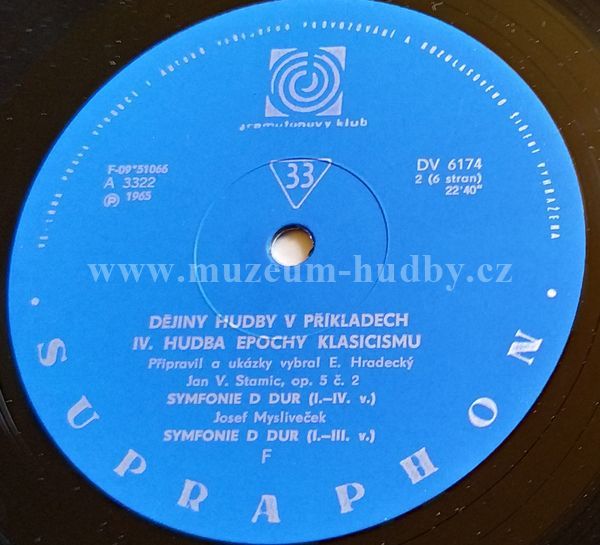 gramofonový klub
F-09*51066
A 3322
Ⓟ 1965
33
DV 6174
2 (6 stran)
22'40"
www.muzeum-hudby.cz
DĚJINY HUDBY V PŘÍKLADECH
IV. HUDBA EPOCHY KLASICISMU
Připravil a ukázky vybral E. Hradecký
Jan V. Stamic, op. 5 č. 2
SYMFONIE D DUR (I.–IV. v.)
Josef Mysliveček
SYMFONIE D DUR (I.–III. v.)
F
• SUPRAPHON •